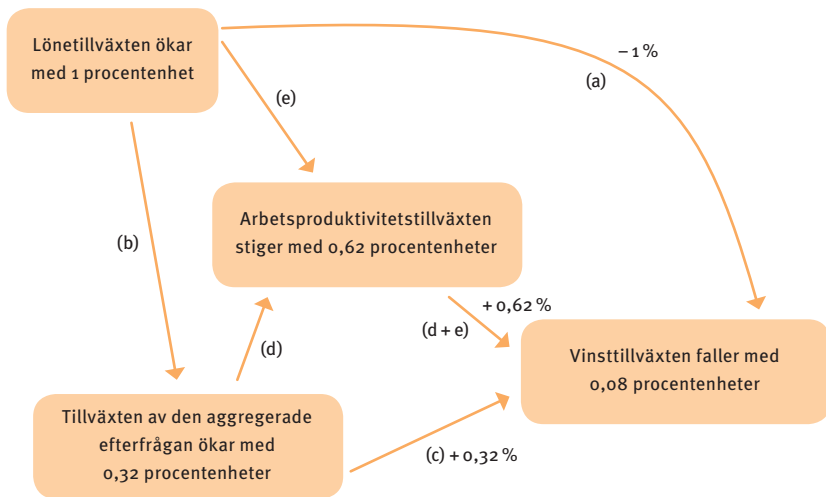 Lönetillväxten ökar
med 1 procentenhet
– 1 %
(a)
(e)
Arbetsproduktivitetstillväxten
stiger med 0,62 procentenheter
(b)
+ 0,62 %
(d + e)
(d)
Vinsttillväxten faller med
0,08 procentenheter
Tillväxten av den aggregerade
efterfrågan ökar med
0,32 procentenheter
(c) + 0,32 %